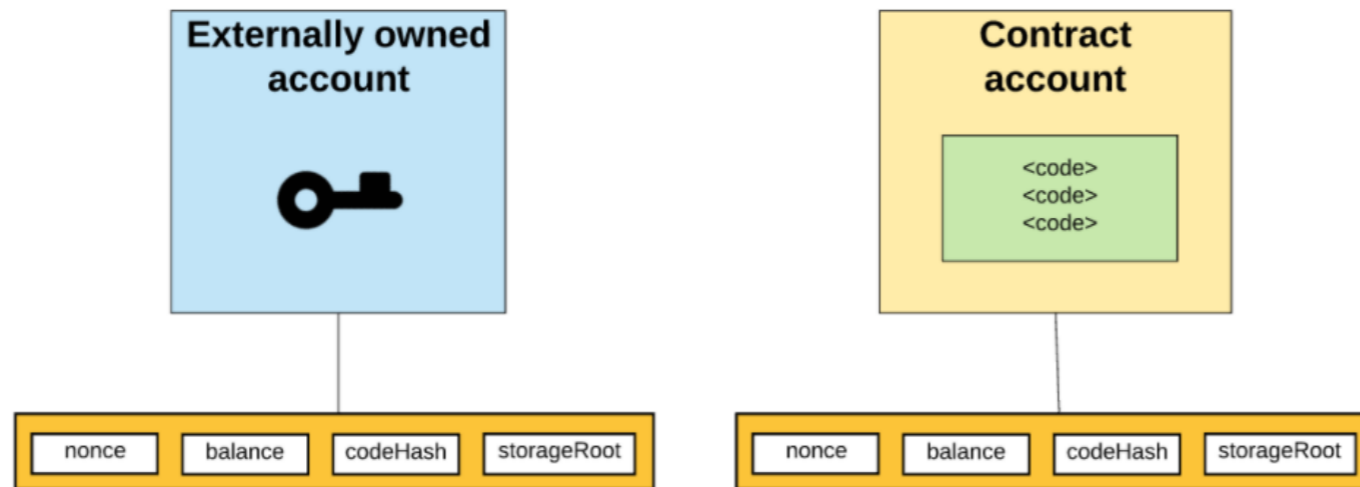 Externally owned
account
Contract
account
<code>
<code>
<code>
nonce balance codeHash storageRoot
nonce balance codeHash storageRoot